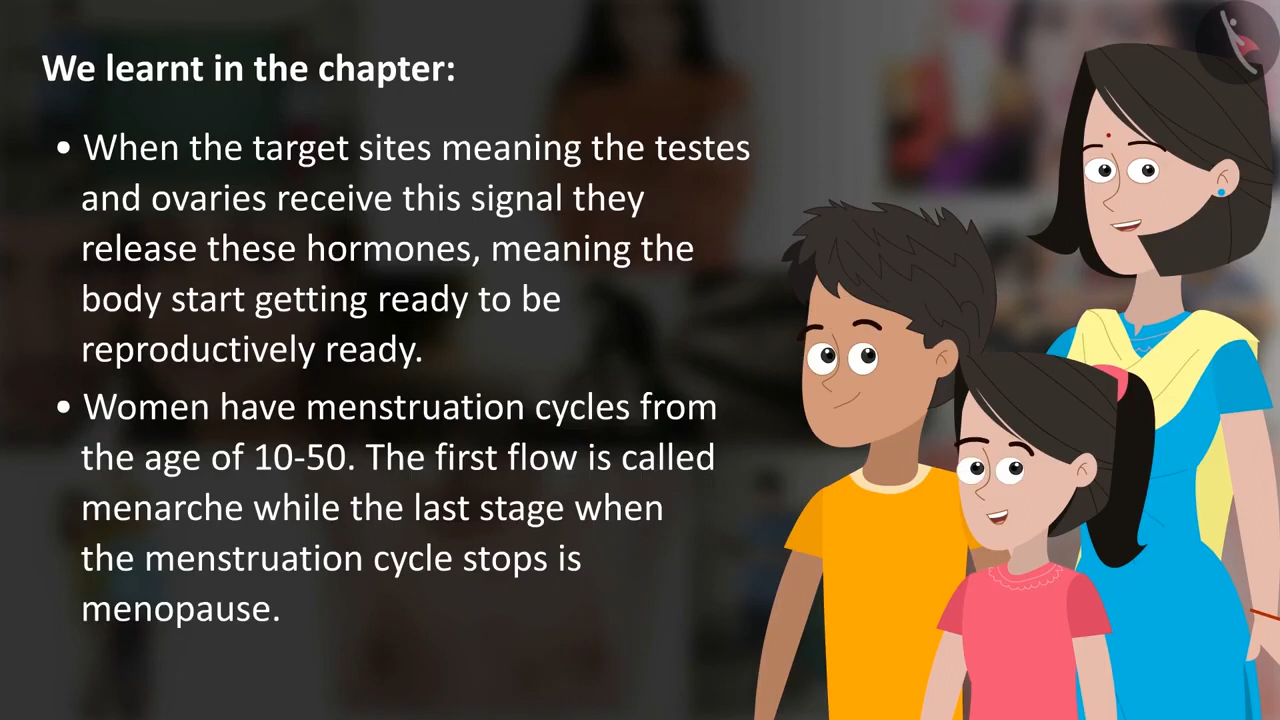 We learnt in the chapter:
• When the target sites meaning the testes
and ovaries receive this signal they
release these hormones, meaning the
body start getting ready to be
reproductively ready.
• Women have menstruation cycles from
the age of 10-50. The first flow is called
menarche while the last stage when
the menstruation cycle stops is
menopause.